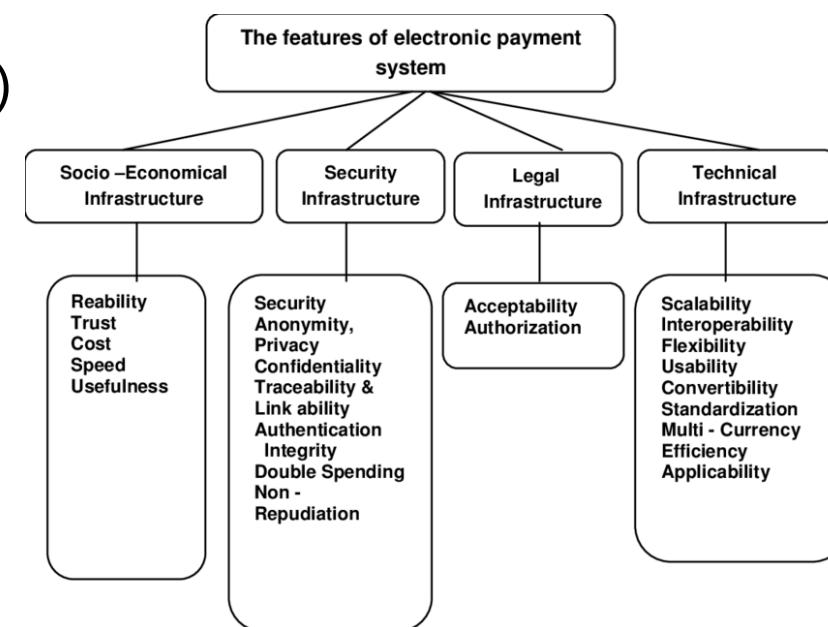 )
The features of electronic payment
system
Socio –Economical
Infrastructure
Security
Infrastructure
Legal
Infrastructure
Technical
Infrastructure
Reability
Trust
Cost
Speed
Usefulness
Security
Anonymity,
Privacy
Confidentiality
Traceability &
Link ability
Authentication
Integrity
Double Spending
Non -
Repudiation
Acceptability
Authorization
Scalability
Interoperability
Flexibility
Usability
Convertibility
Standardization
Multi - Currency
Efficiency
Applicability